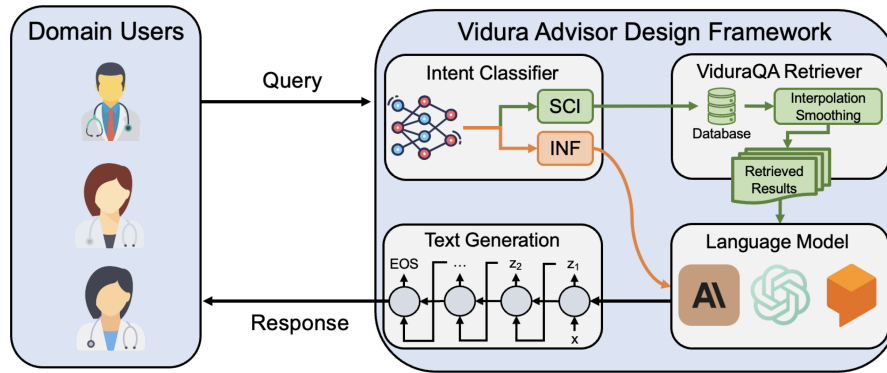 Domain Users
Query
Response
Vidura Advisor Design Framework
Intent Classifier
SCI
INF
ViduraQA Retriever
Database
Interpolation
Smoothing
Retrieved
Results
Text Generation
EOS
...
z₂
z₁
x
Language Model
A\